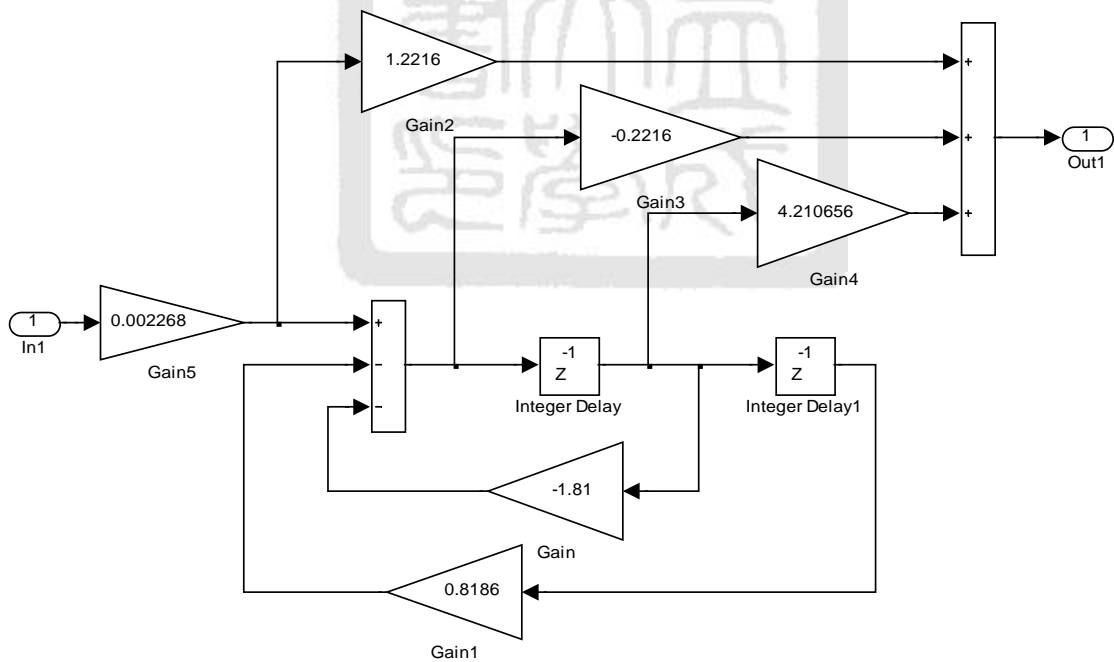 1.2216
Gain2
-0.2216
Gain3
4.210656
Gain4
+
+
+
1
Out1
1
In1
0.002268
Gain5
+
−
−
-1
Z
Integer Delay
-1
Z
Integer Delay1
-1.81
Gain
0.8186
Gain1